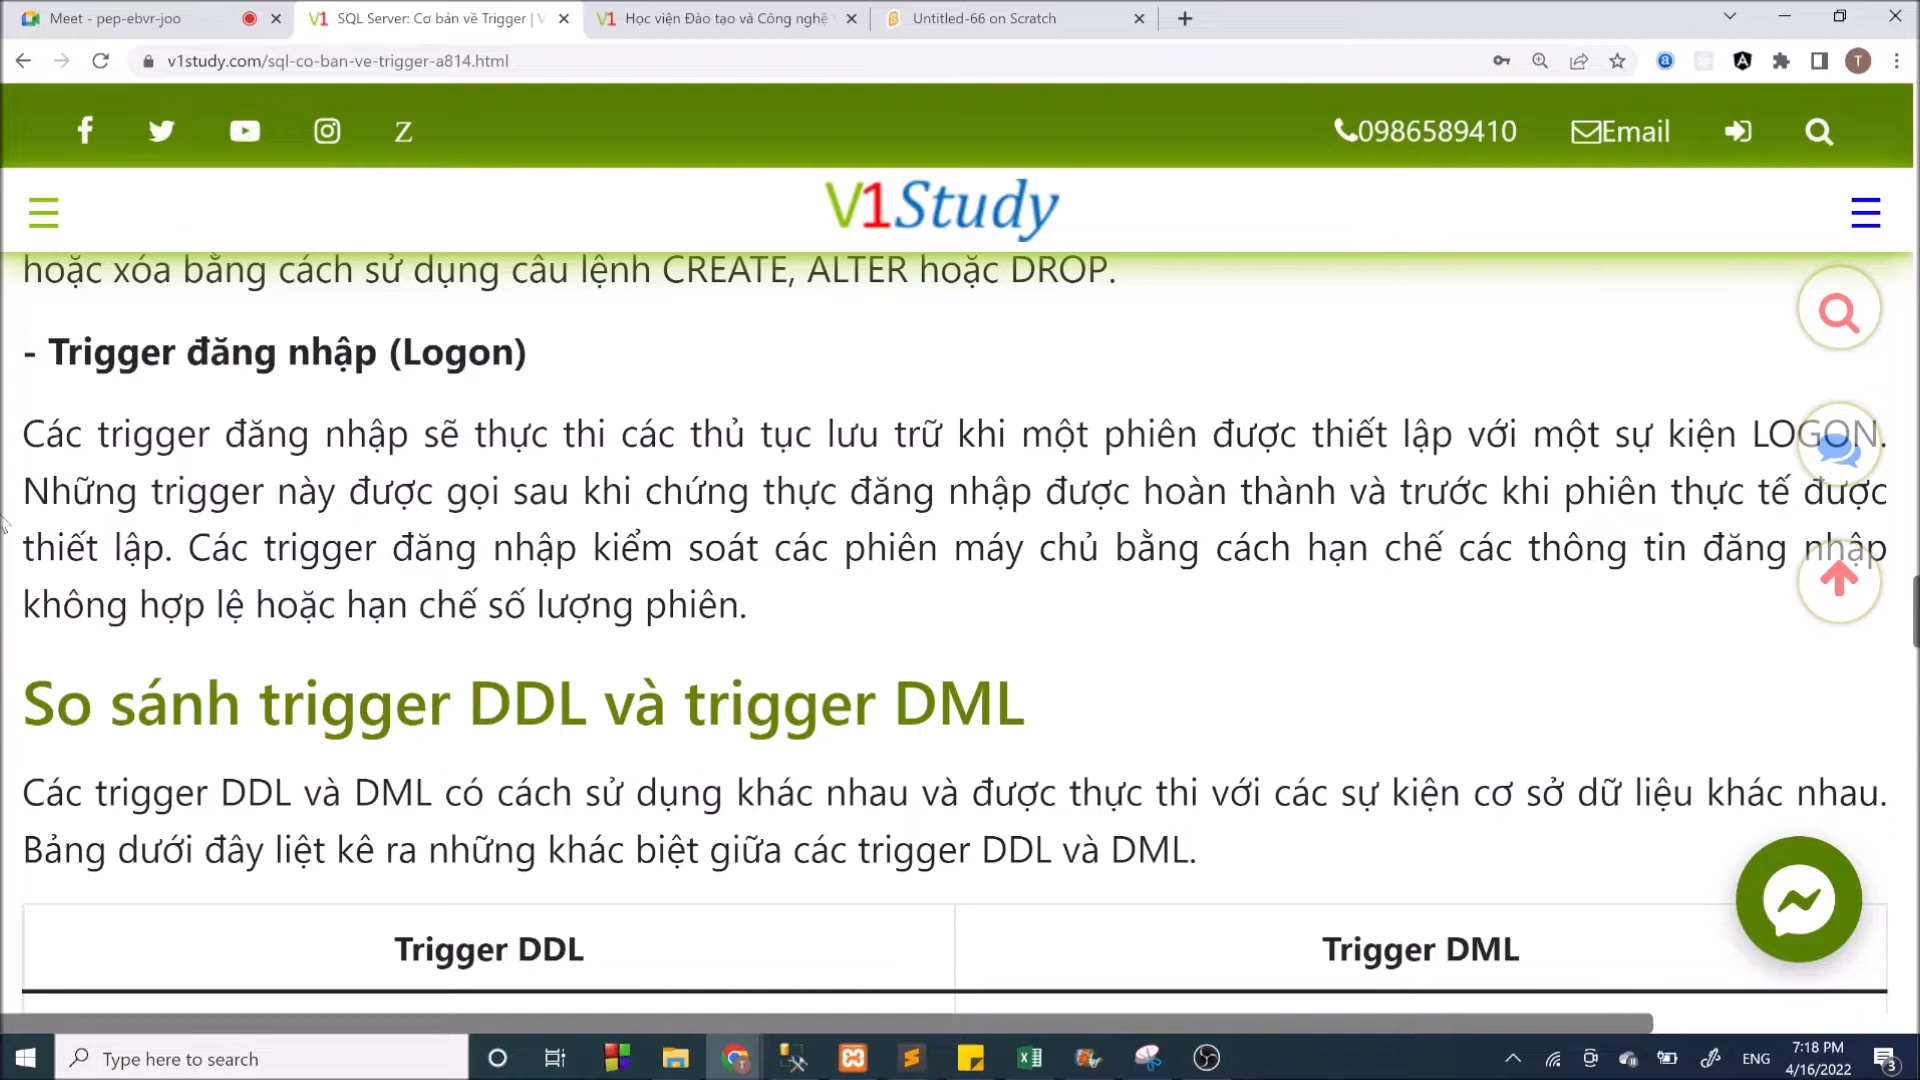 Meet - pep-ebvr-joo
V1 SQL Server: Cơ bản về Trigger | V
V1 Học viện Đào tạo và Công nghệ
Untitled-66 on Scratch
v1study.com/sql-co-ban-ve-trigger-a814.html
T
Z
0986589410
Email
V1Study
hoặc xóa bằng cách sử dụng câu lệnh CREATE, ALTER hoặc DROP.
- Trigger đăng nhập (Logon)
Các trigger đăng nhập sẽ thực thi các thủ tục lưu trữ khi một phiên được thiết lập với một sự kiện LOGON.
Những trigger này được gọi sau khi chứng thực đăng nhập được hoàn thành và trước khi phiên thực tế được
thiết lập. Các trigger đăng nhập kiểm soát các phiên máy chủ bằng cách hạn chế các thông tin đăng nhập
không hợp lệ hoặc hạn chế số lượng phiên.
So sánh trigger DDL và trigger DML
Các trigger DDL và DML có cách sử dụng khác nhau và được thực thi với các sự kiện cơ sở dữ liệu khác nhau.
Bảng dưới đây liệt kê ra những khác biệt giữa các trigger DDL và DML.
Trigger DDL
Trigger DML
Type here to search
ENG
7:18 PM
4/16/2022
3